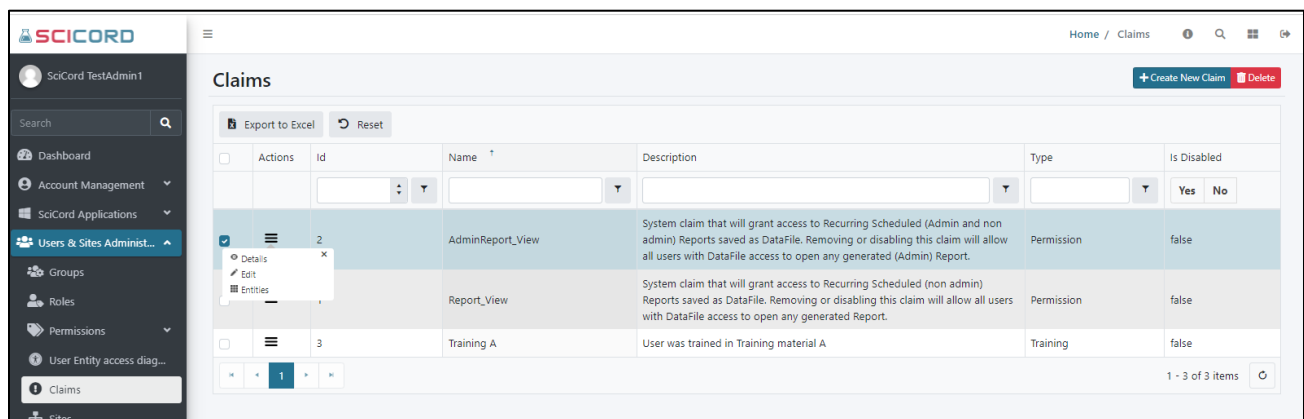 SCICORD
Home / Claims
SciCord TestAdmin1
Claims
+ Create New Claim Delete
Search
Export to Excel Reset
Dashboard
Actions Id Name ↑ Description Type Is Disabled
Account Management
Yes No
SciCord Applications
Users & Sites Administ...
2 AdminReport_View System claim that will grant access to Recurring Scheduled (Admin and non
admin) Reports saved as DataFile. Removing or disabling this claim will allow
all users with DataFile access to open any generated (Admin) Report. Permission false
Details ×
Edit
Entities
Groups
Report_View System claim that will grant access to Recurring Scheduled (non admin)
Reports saved as DataFile. Removing or disabling this claim will allow all users
with DataFile access to open any generated Report. Permission false
Roles
Permissions
3 Training A User was trained in Training material A Training false
User Entity access diag...
1 1 - 3 of 3 items
Claims
Sites